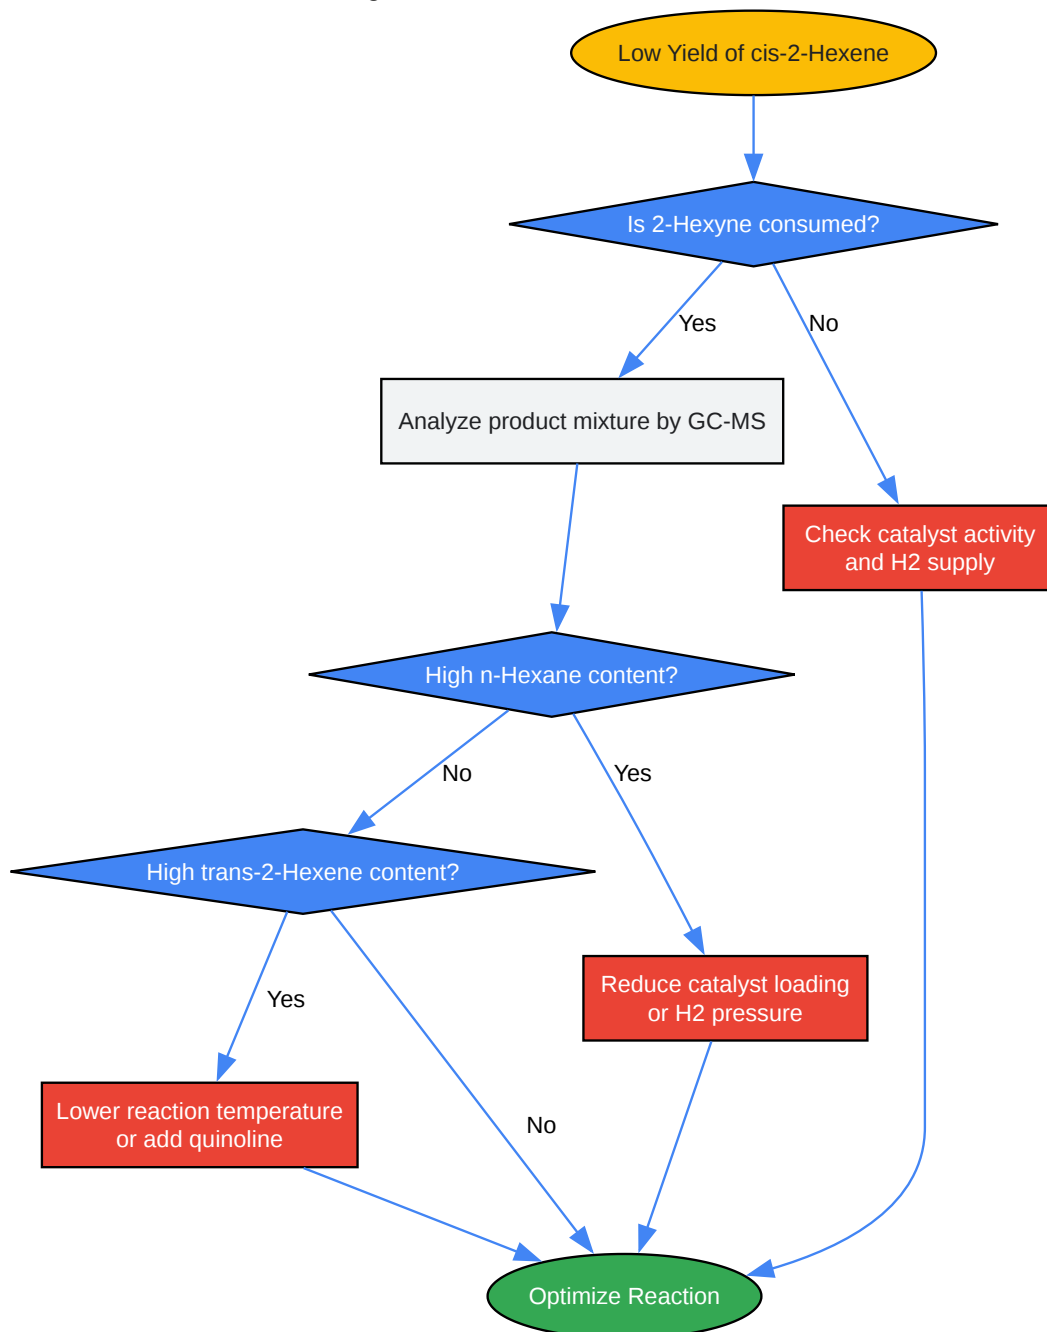 Low Yield of cis-2-Hexene
Is 2-Hexyne consumed?
Yes
No
Analyze product mixture by GC-MS
Check catalyst activity
and H2 supply
High n-Hexane content?
No
Yes
High trans-2-Hexene content?
Reduce catalyst loading
or H2 pressure
Yes
Lower reaction temperature
or add quinoline
No
Optimize Reaction